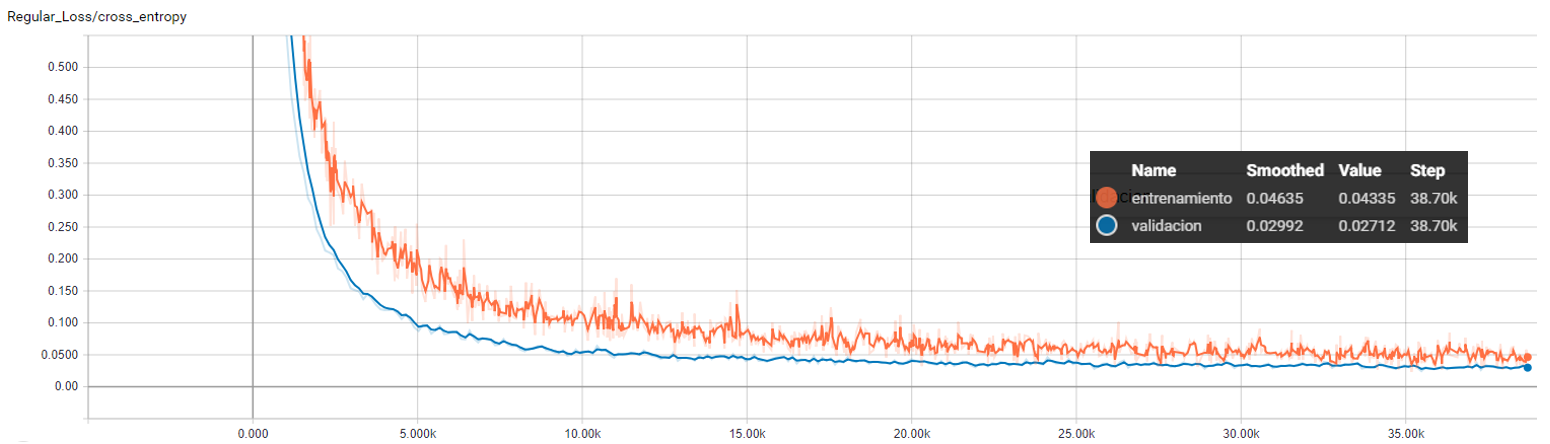 Regular_Loss/cross_entropy
0.500
0.450
0.400
0.350
0.300
0.250
0.200
0.150
0.100
0.0500
0.00
0.000 5.000k 10.00k 15.00k 20.00k 25.00k 30.00k 35.00k
Name Smoothed Value Step
entrenamiento 0.04635 0.04335 38.70k
validacion 0.02992 0.02712 38.70k